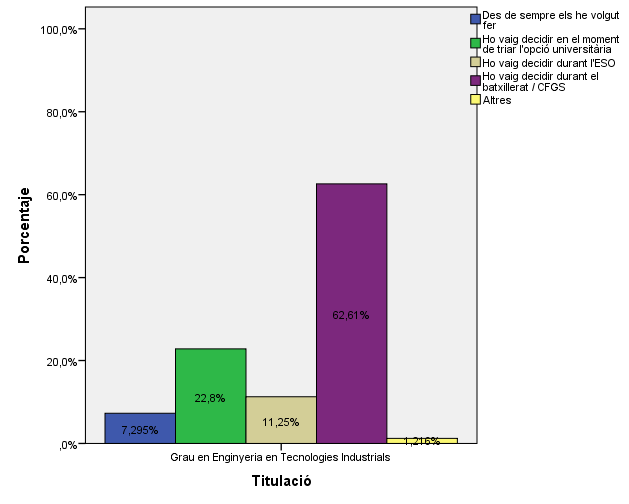 Des de sempre els he volgut
fer
Ho vaig decidir en el moment
de triar l'opció universitària
Ho vaig decidir durant l'ESO
Ho vaig decidir durant el
batxillerat / CFGS
Altres
100,0%
80,0%
60,0%
40,0%
20,0%
,0%
Porcentaje
7,295%
22,8%
11,25%
62,61%
1,216%
Grau en Enginyeria en Tecnologies Industrials
Titulació